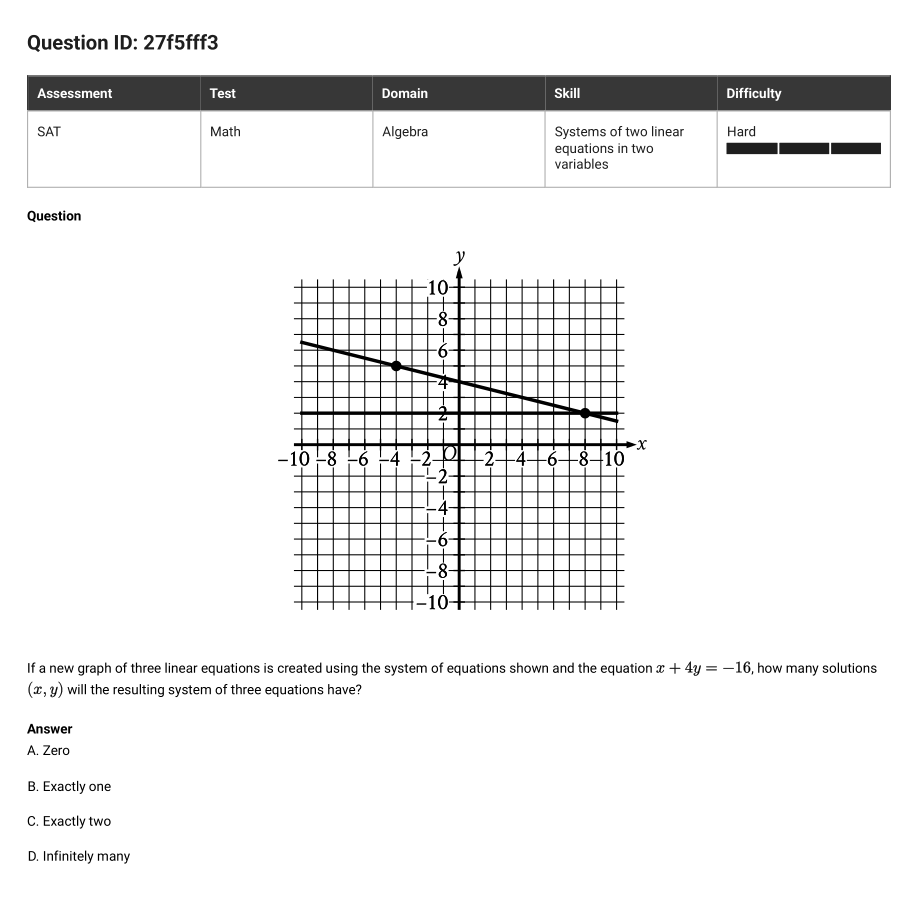 Question ID: 27f5fff3
Assessment Test Domain Skill Difficulty
SAT Math Algebra Systems of two linear Hard
equations in two
variables
Question
y
10
8
6
4
2
−10 −8 −6 −4 −2 O 2 4 6 8 10 x
−2
−4
−6
−8
−10
If a new graph of three linear equations is created using the system of equations shown and the equation x + 4y = −16, how many solutions
(x, y) will the resulting system of three equations have?
Answer
A. Zero
B. Exactly one
C. Exactly two
D. Infinitely many